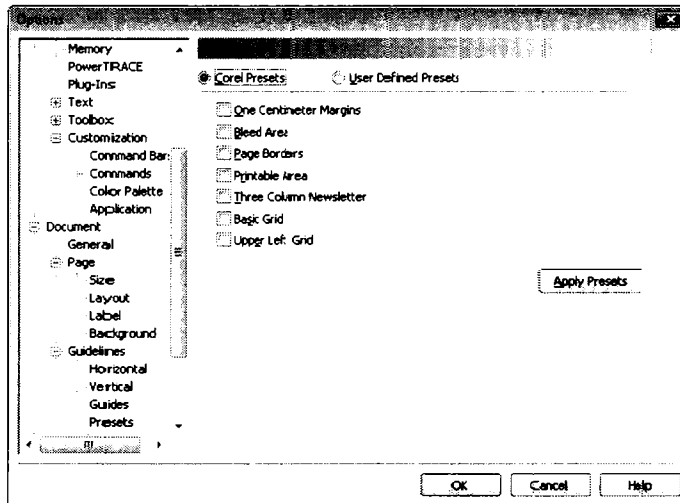 Options
Memory
PowerTRACE
Plug-Ins
Text
Toolbox
Customization
Command Bar
Commands
Color Palette
Application
Document
General
Page
Size
Layout
Label
Background
Guidelines
Horizontal
Vertical
Guides
Presets
Corel Presets
User Defined Presets
One Centimeter Margins
Bleed Area
Page Borders
Printable Area
Three Column Newsletter
Basic Grid
Upper Left Grid
Apply Presets
OK
Cancel
Help